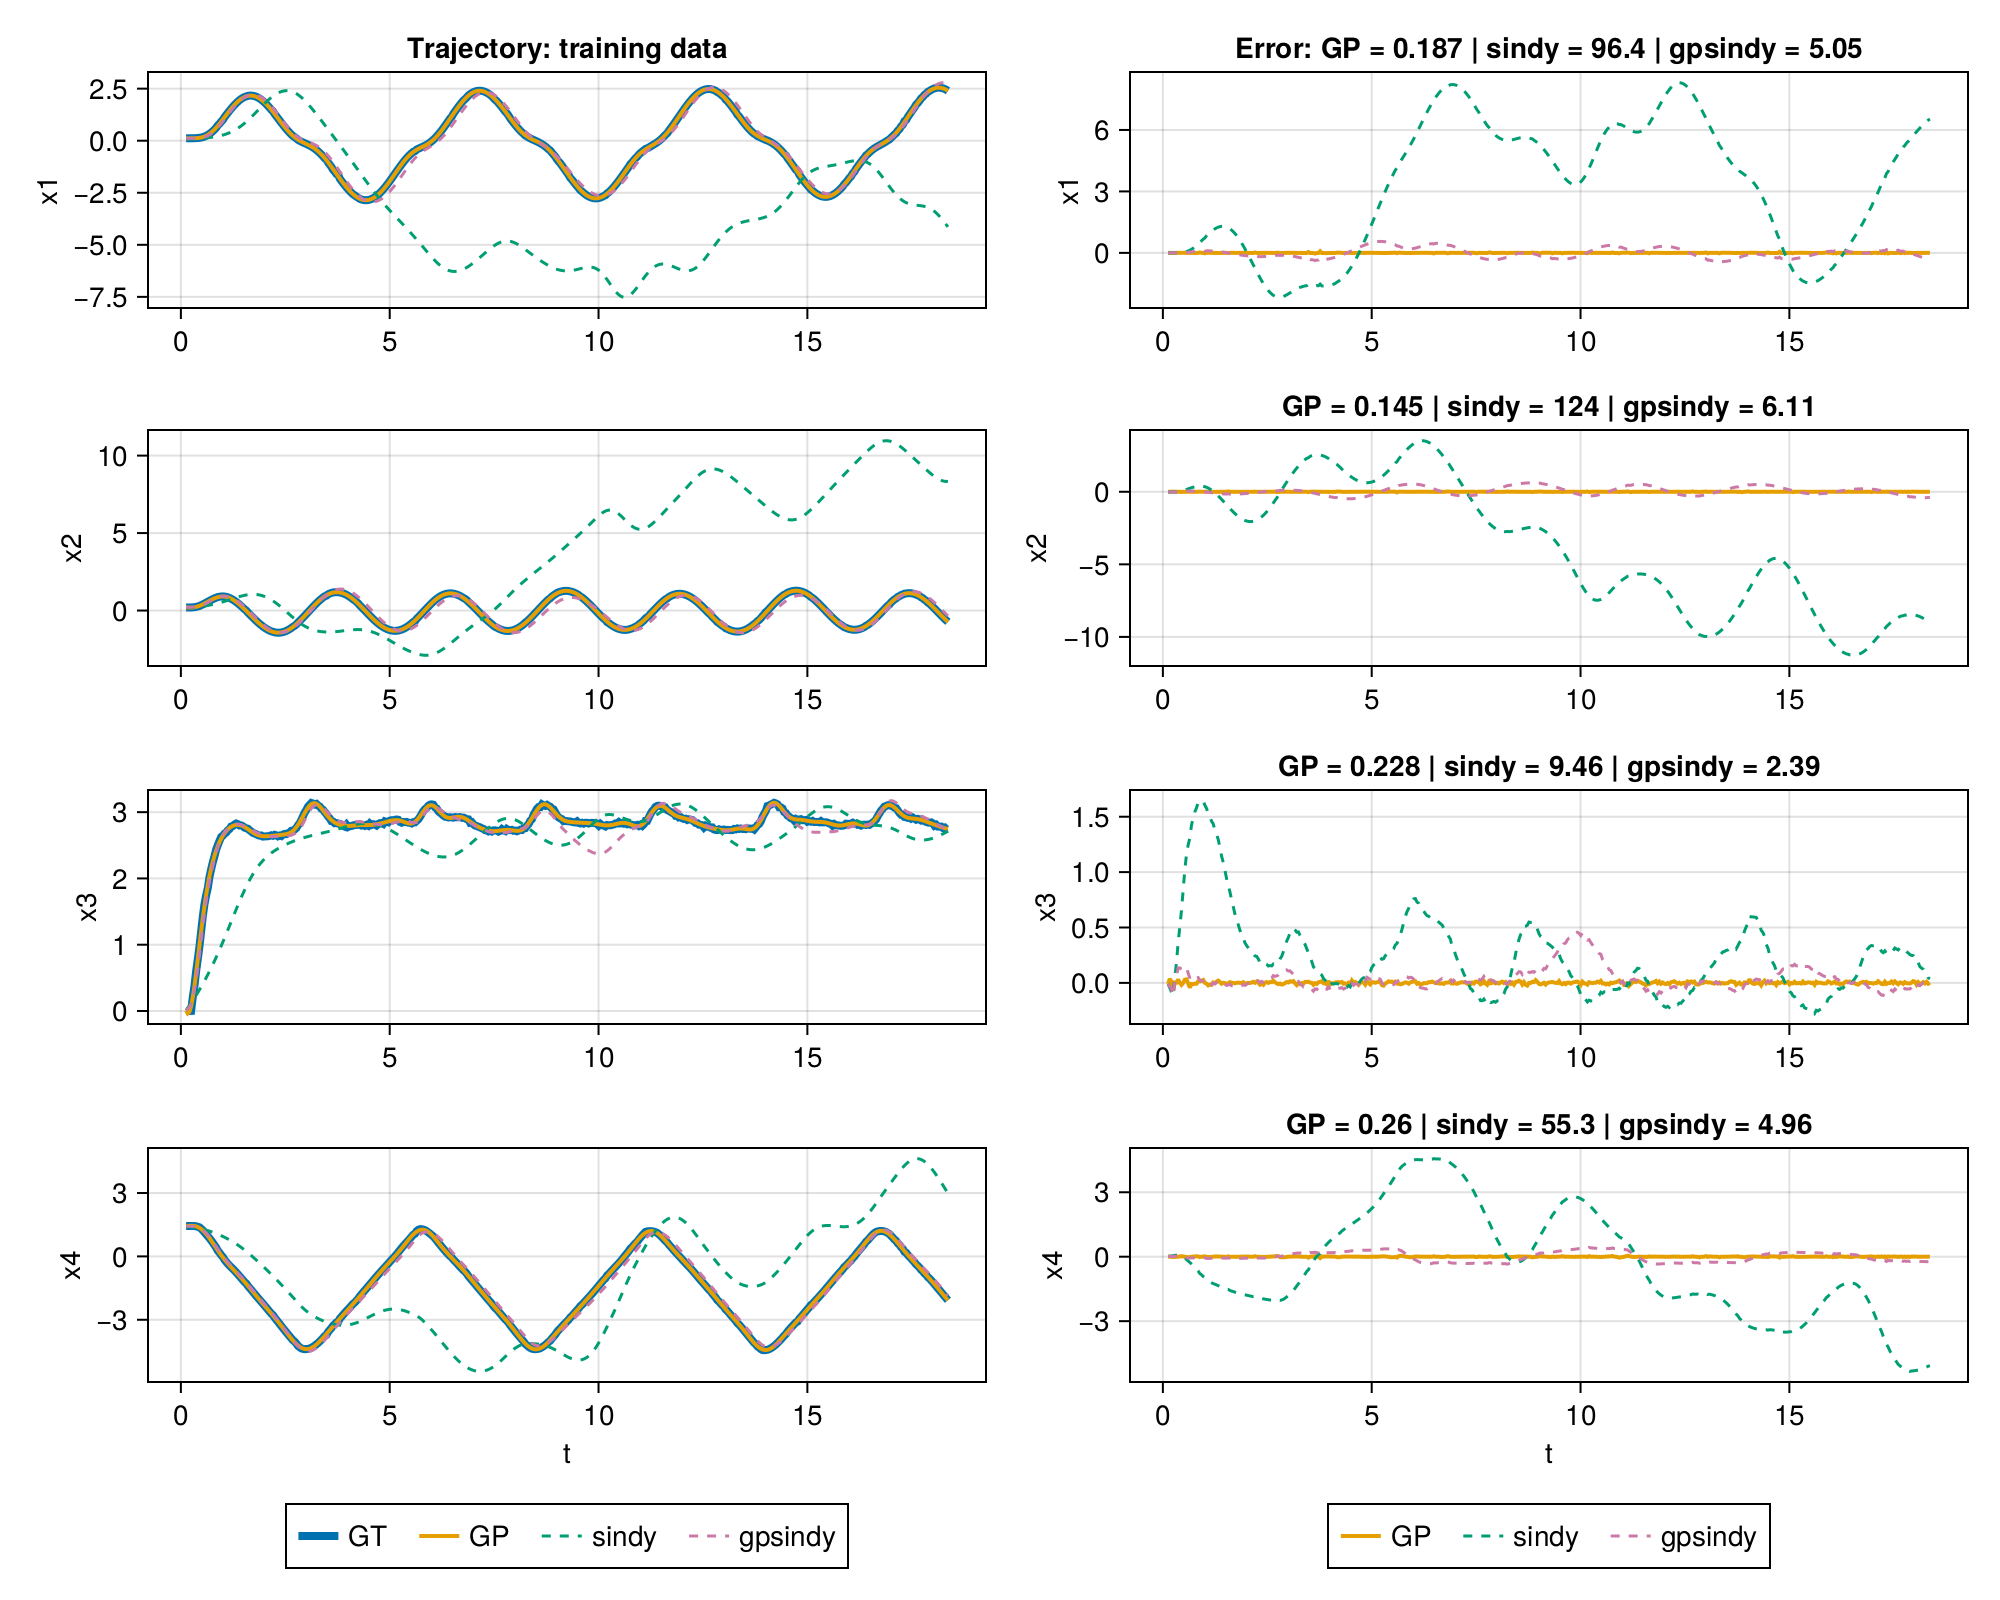 Trajectory: training data
Error: GP = 0.187 | sindy = 96.4 | gpsindy = 5.05
x1
2.5
0.0
−2.5
−5.0
−7.5
0 5 10 15
x1
6
3
0
0 5 10 15
GP = 0.145 | sindy = 124 | gpsindy = 6.11
x2
10
5
0
0 5 10 15
x2
0
−5
−10
0 5 10 15
GP = 0.228 | sindy = 9.46 | gpsindy = 2.39
x3
3
2
1
0
0 5 10 15
x3
1.5
1.0
0.5
0.0
0 5 10 15
GP = 0.26 | sindy = 55.3 | gpsindy = 4.96
x4
3
0
−3
0 5 10 15
t
x4
3
0
−3
0 5 10 15
t
GT GP sindy gpsindy
GP sindy gpsindy